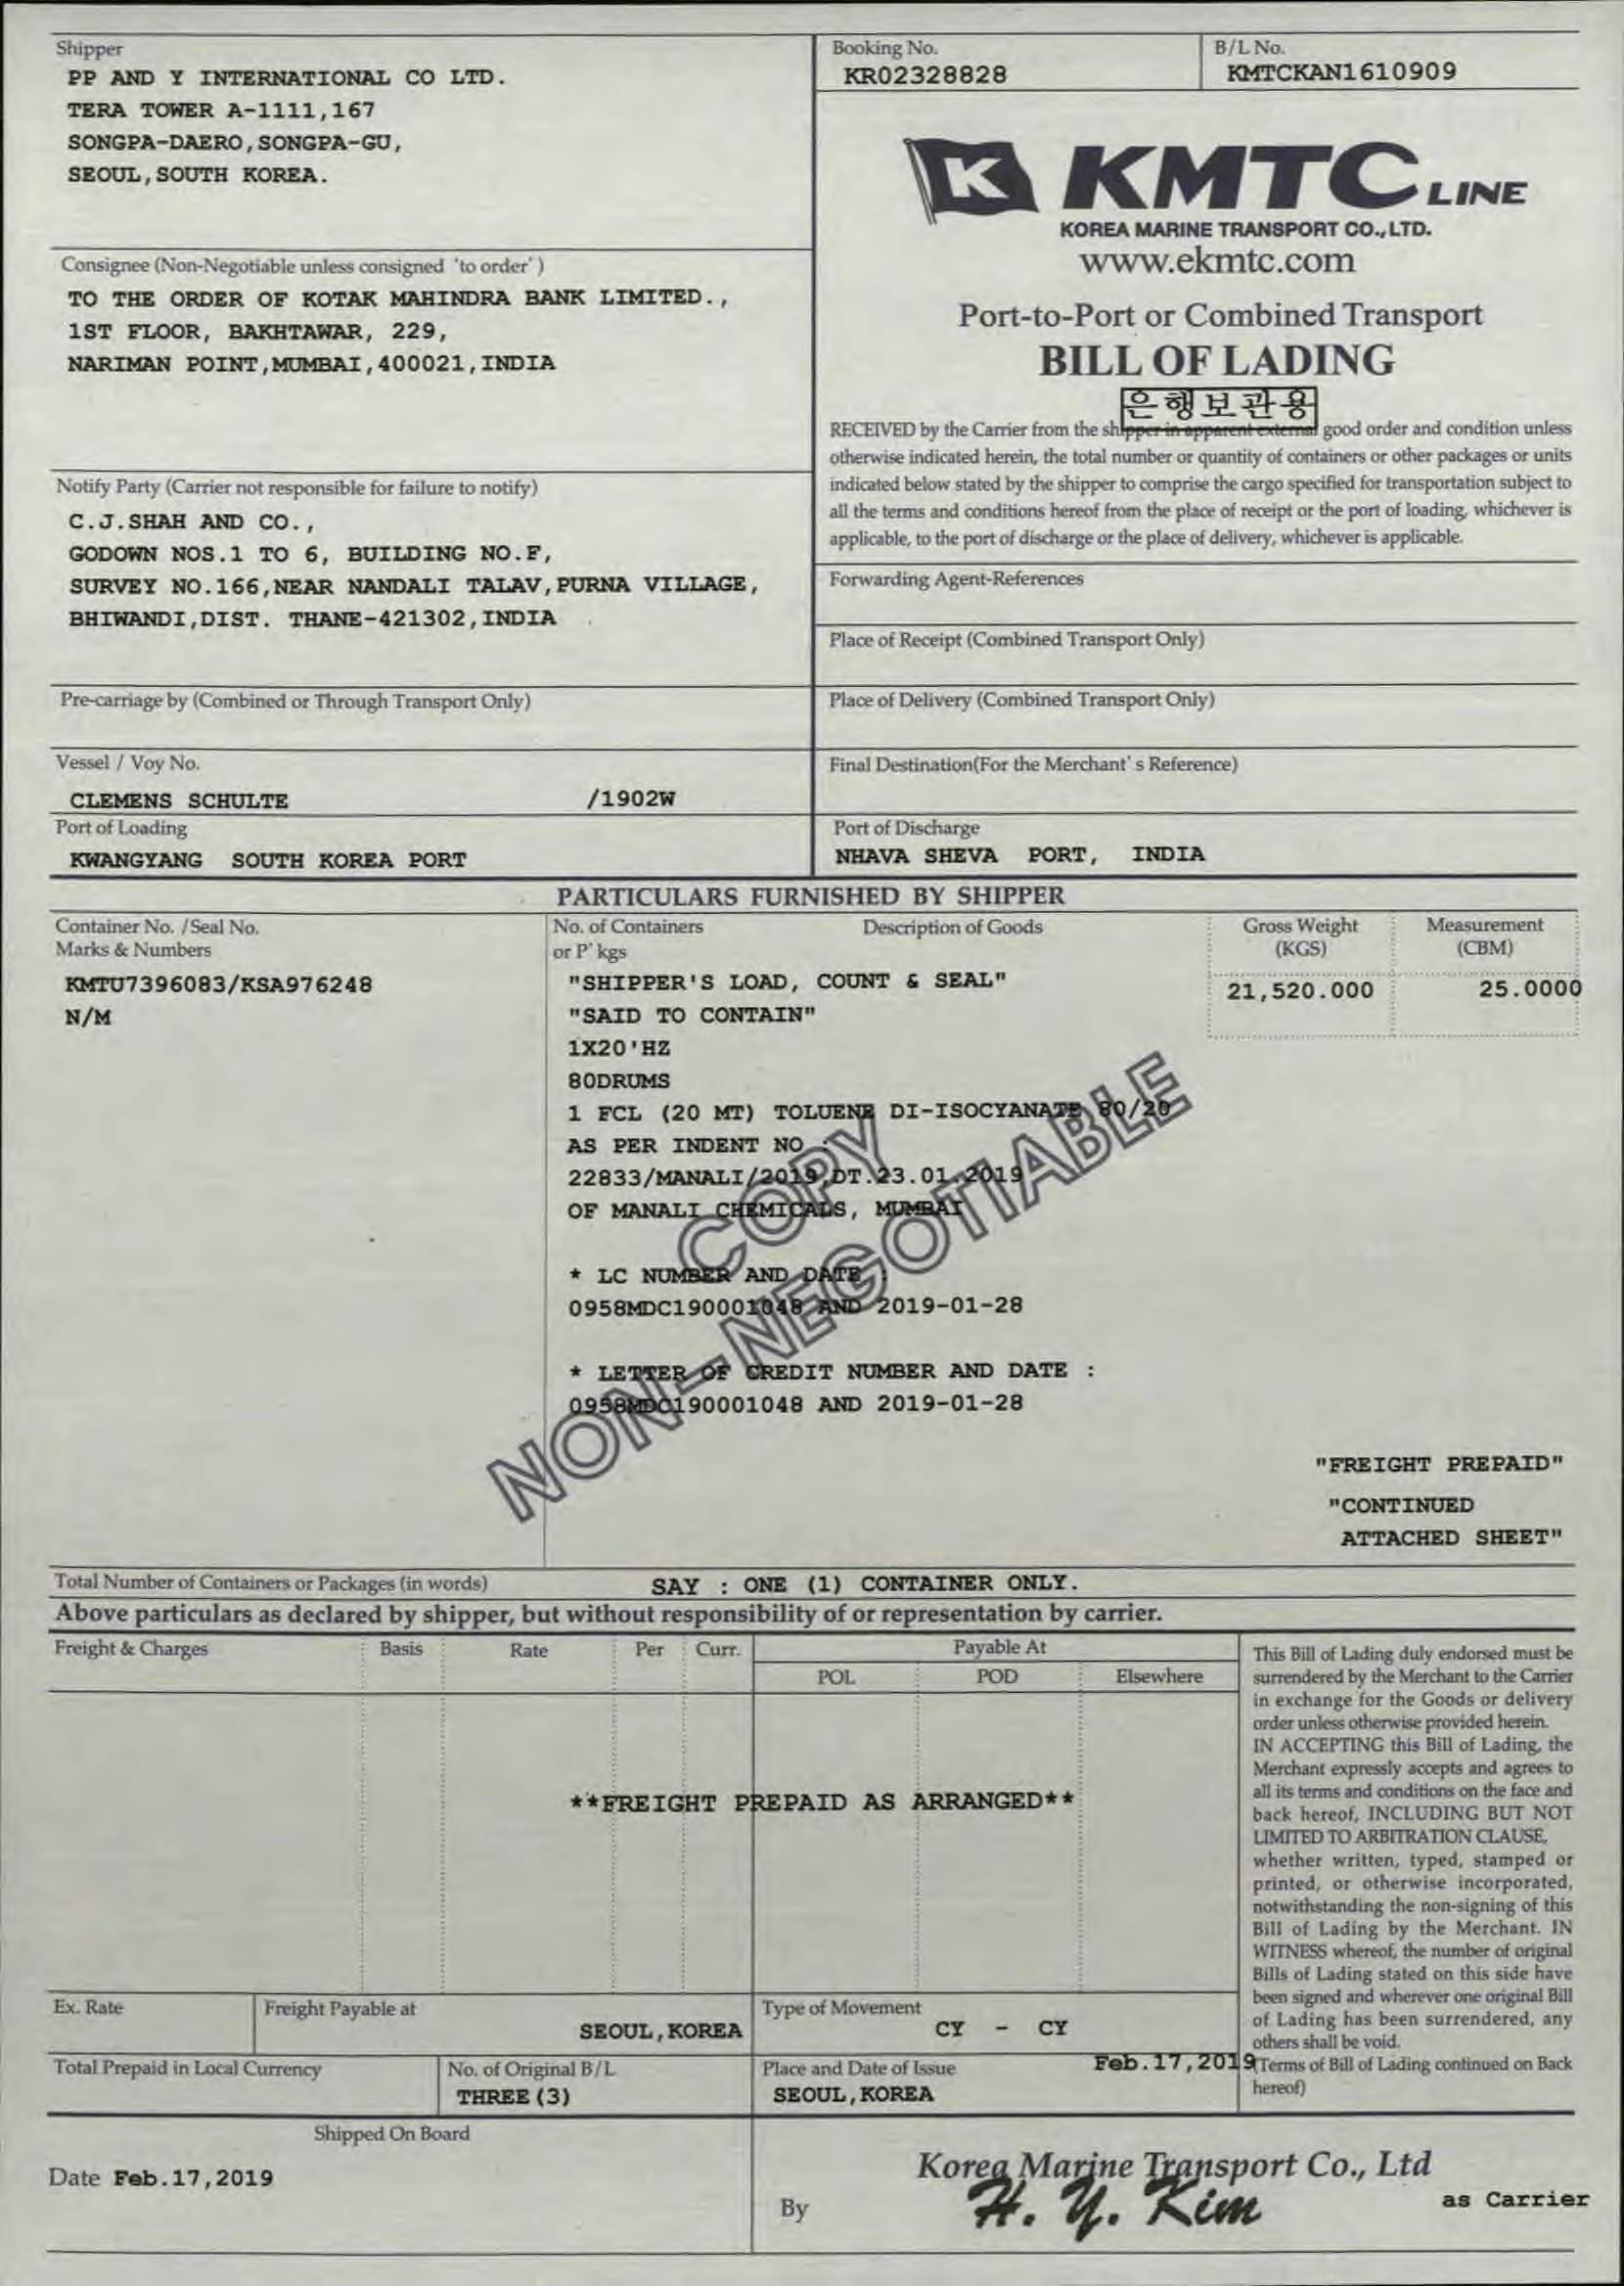 Shipper
PP AND Y INTERNATIONAL CO LTD.
TERA TOWER A-1111,167
SONGPA-DAERO,SONGPA-GU,
SEOUL,SOUTH KOREA.
Booking No.
KR02328828
B/L No.
KMTCKAN1610909
K KMTC LINE
KOREA MARINE TRANSPORT CO.,LTD.
www.ekmtc.com
Port-to-Port or Combined Transport
BILL OF LADING
은행보관용
RECEIVED by the Carrier from the shipper in apparent external good order and condition unless
otherwise indicated herein, the total number or quantity of containers or other packages or units
indicated below stated by the shipper to comprise the cargo specified for transportation subject to
all the terms and conditions hereof from the place of receipt or the port of loading, whichever is
applicable, to the port of discharge or the place of delivery, whichever is applicable.
Consignee (Non-Negotiable unless consigned 'to order' )
TO THE ORDER OF KOTAK MAHINDRA BANK LIMITED.,
1ST FLOOR, BAKHTAWAR, 229,
NARIMAN POINT,MUMBAI,400021,INDIA
Notify Party (Carrier not responsible for failure to notify)
C.J.SHAH AND CO.,
GODOWN NOS.1 TO 6, BUILDING NO.F,
SURVEY NO.166,NEAR NANDALI TALAV,PURNA VILLAGE,
BHIWANDI,DIST. THANE-421302,INDIA
Forwarding Agent-References
Place of Receipt (Combined Transport Only)
Pre-carriage by (Combined or Through Transport Only)
Place of Delivery (Combined Transport Only)
Vessel / Voy No.
CLEMENS SCHULTE /1902W
Final Destination(For the Merchant' s Reference)
Port of Loading
KWANGYANG SOUTH KOREA PORT
Port of Discharge
NHAVA SHEVA PORT, INDIA
PARTICULARS FURNISHED BY SHIPPER
Container No. /Seal No.
Marks & Numbers
No. of Containers
or P' kgs
Description of Goods
Gross Weight
(KGS)
Measurement
(CBM)
KMTU7396083/KSA976248
N/M
"SHIPPER'S LOAD, COUNT & SEAL"
"SAID TO CONTAIN"
1X20'HZ
80DRUMS
1 FCL (20 MT) TOLUENE DI-ISOCYANATE 80/20
AS PER INDENT NO :
22833/MANALI/2019,DT.23.01.2019
OF MANALI CHEMICALS, MUMBAI
21,520.000
25.0000
* LC NUMBER AND DATE :
0958MDC190001048 AND 2019-01-28
* LETTER OF CREDIT NUMBER AND DATE :
0958MDC190001048 AND 2019-01-28
COPY
NON-NEGOTIABLE
"FREIGHT PREPAID"
"CONTINUED
ATTACHED SHEET"
Total Number of Containers or Packages (in words)
SAY : ONE (1) CONTAINER ONLY.
Above particulars as declared by shipper, but without responsibility of or representation by carrier.
Freight & Charges
Basis
Rate
Per
Curr.
Payable At
POL
POD
Elsewhere
**FREIGHT PREPAID AS ARRANGED**
This Bill of Lading duly endorsed must be
surrendered by the Merchant to the Carrier
in exchange for the Goods or delivery
order unless otherwise provided herein.
IN ACCEPTING this Bill of Lading, the
Merchant expressly accepts and agrees to
all its terms and conditions on the face and
back hereof, INCLUDING BUT NOT
LIMITED TO ARBITRATION CLAUSE,
whether written, typed, stamped or
printed, or otherwise incorporated,
notwithstanding the non-signing of this
Bill of Lading by the Merchant. IN
WITNESS whereof, the number of original
Bills of Lading stated on this side have
been signed and wherever one original Bill
of Lading has been surrendered, any
others shall be void.
(Terms of Bill of Lading continued on Back
hereof)
Ex. Rate
Freight Payable at
SEOUL,KOREA
Type of Movement
CY - CY
Total Prepaid in Local Currency
No. of Original B/L
THREE(3)
Place and Date of Issue
Feb.17,2019
SEOUL,KOREA
Shipped On Board
Date Feb.17,2019
Korea Marine Transport Co., Ltd
By H. Y. Kim
as Carrier